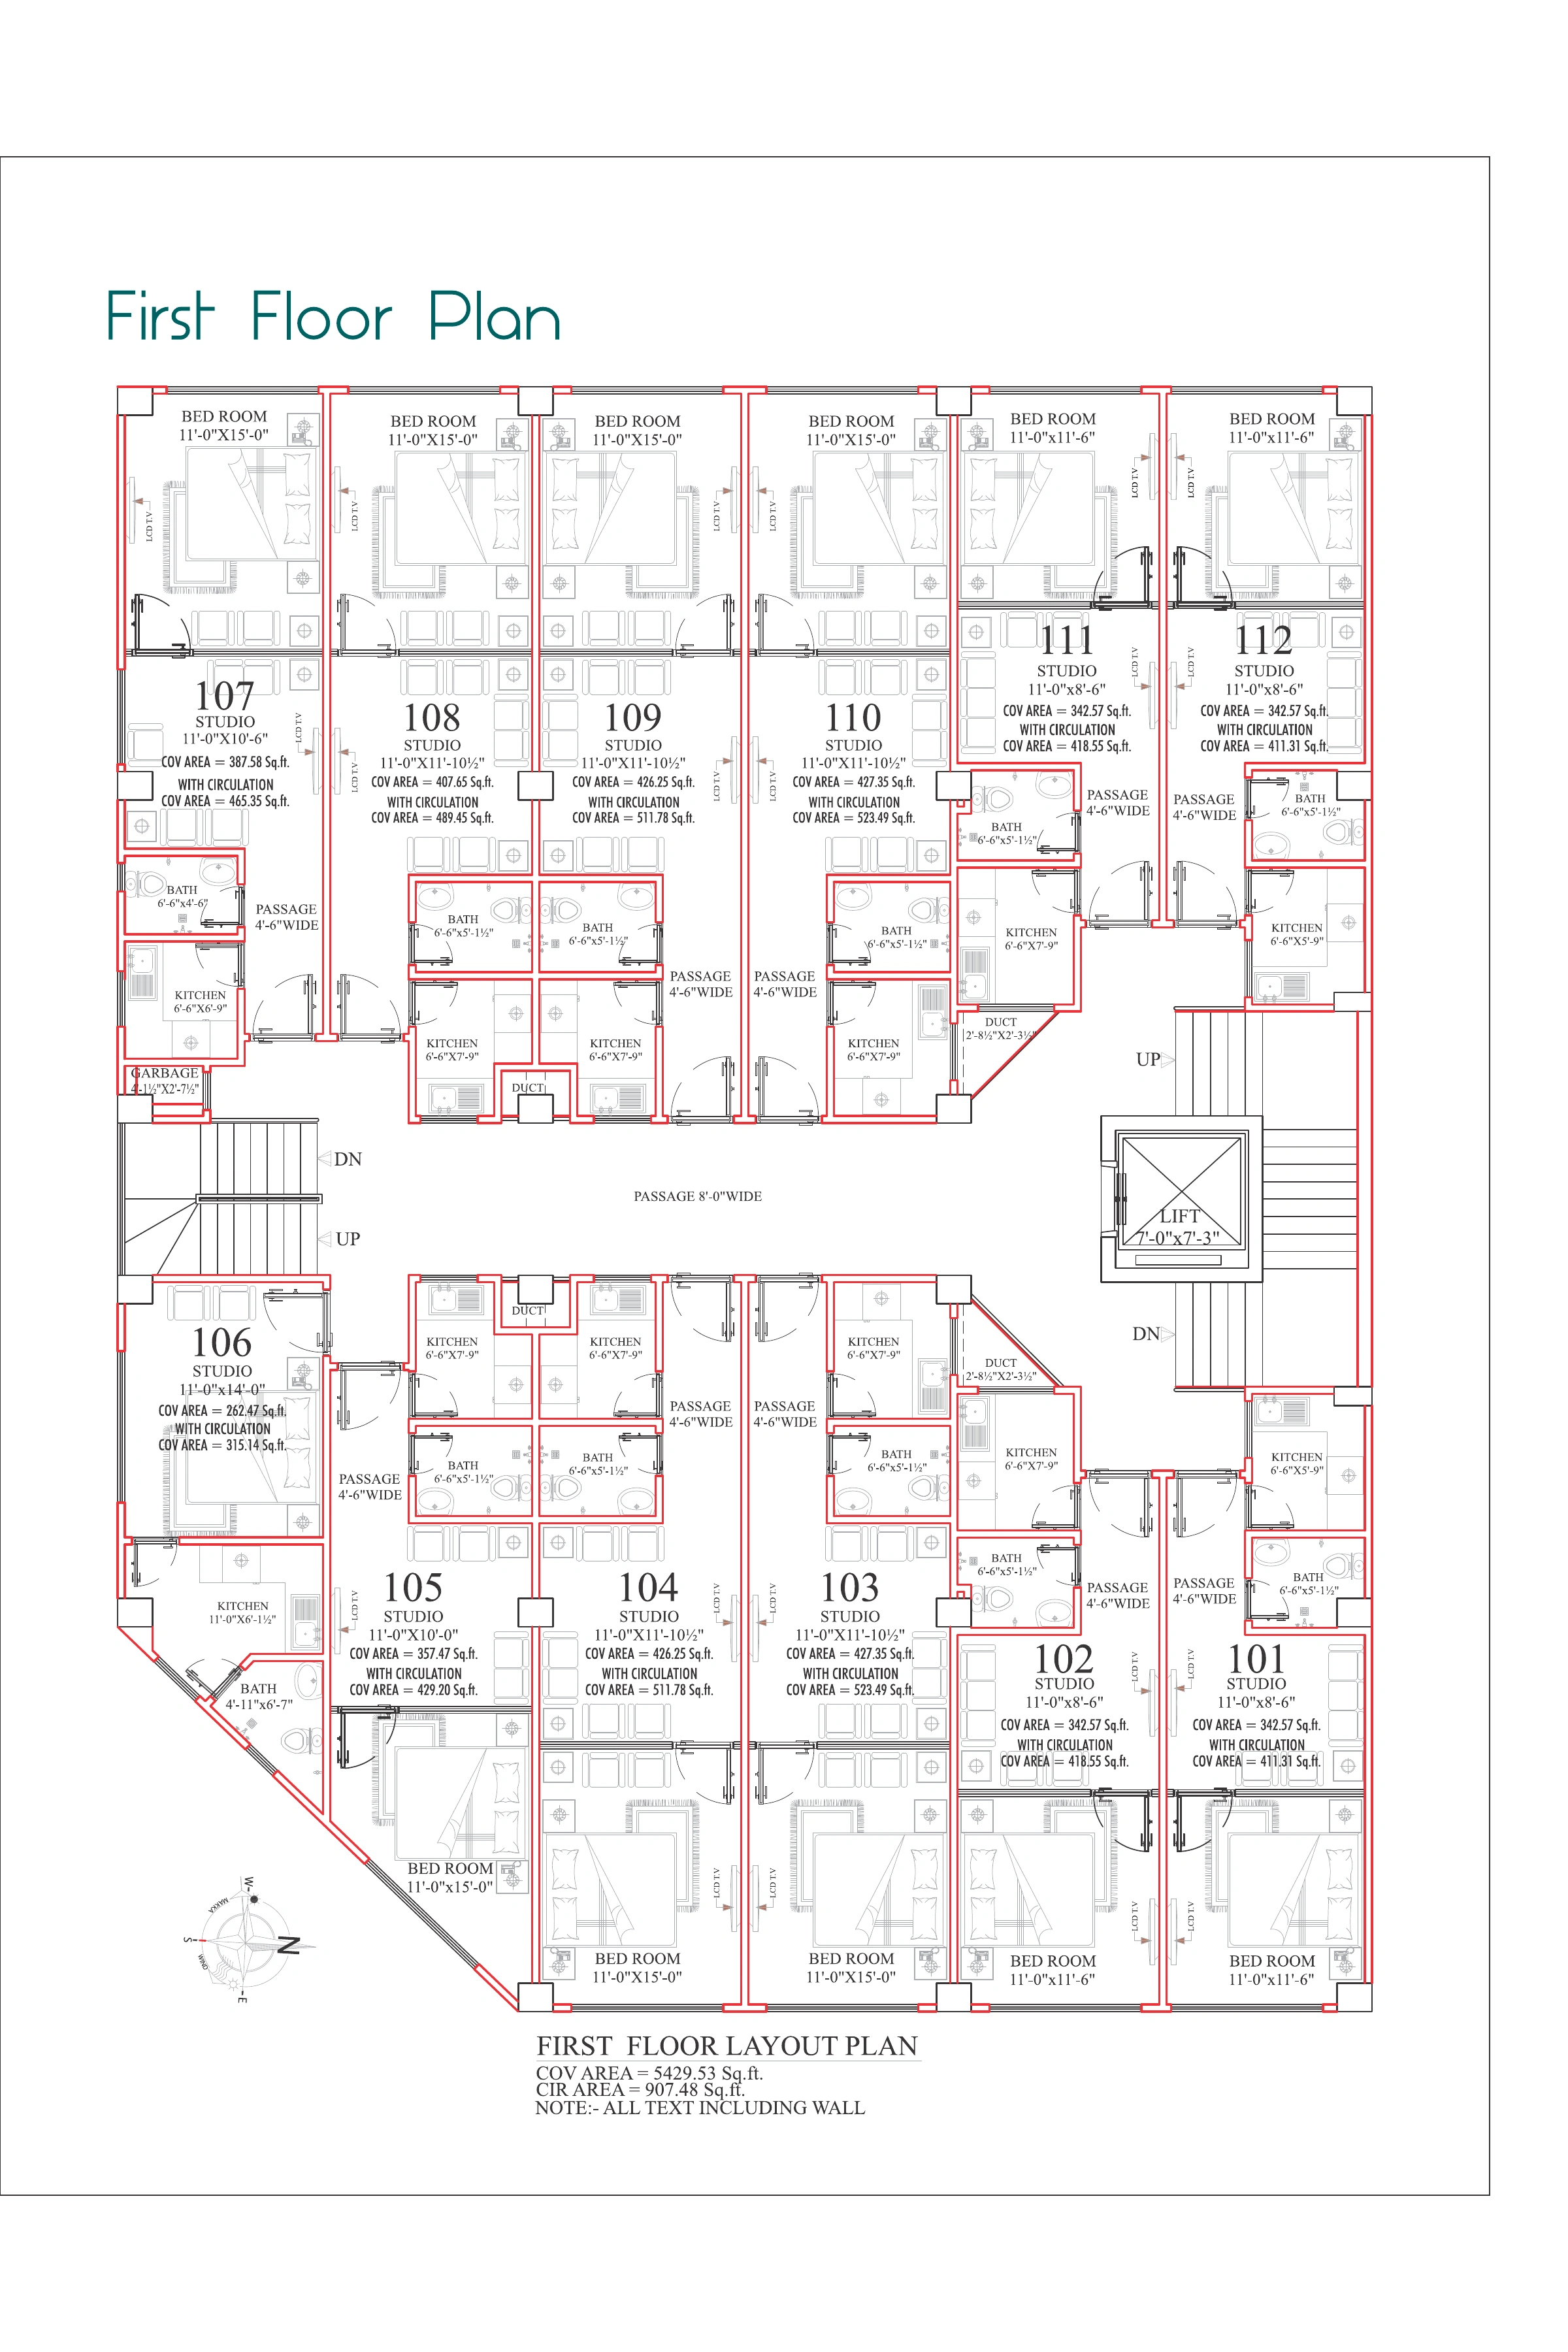 First Floor Plan
BED ROOM
11'-0"X15'-0"
BED ROOM
11'-0"X15'-0"
BED ROOM
11'-0"X15'-0"
BED ROOM
11'-0"X15'-0"
BED ROOM
11'-0"x11'-6"
BED ROOM
11'-0"x11'-6"
LCD T.V
LCD T.V
LCD T.V
LCD T.V
LCD T.V
LCD T.V
107
STUDIO
11'-0"X10'-6"
COV AREA = 387.58 Sq.ft.
WITH CIRCULATION
COV AREA = 465.35 Sq.ft.
LCD T.V
LCD T.V
108
STUDIO
11'-0"X11'-10½"
COV AREA = 407.65 Sq.ft.
WITH CIRCULATION
COV AREA = 489.45 Sq.ft.
109
STUDIO
11'-0"X11'-10½"
COV AREA = 426.25 Sq.ft.
WITH CIRCULATION
COV AREA = 511.78 Sq.ft.
LCD T.V
LCD T.V
110
STUDIO
11'-0"X11'-10½"
COV AREA = 427.35 Sq.ft.
WITH CIRCULATION
COV AREA = 523.49 Sq.ft.
111
STUDIO
11'-0"x8'-6"
COV AREA = 342.57 Sq.ft.
WITH CIRCULATION
COV AREA = 418.55 Sq.ft.
LCD T.V
LCD T.V
112
STUDIO
11'-0"x8'-6"
COV AREA = 342.57 Sq.ft.
WITH CIRCULATION
COV AREA = 411.31 Sq.ft.
BATH
6'-6"x5'-1½"
PASSAGE
4'-6"WIDE
PASSAGE
4'-6"WIDE
BATH
6'-6"x5'-1½"
BATH
6'-6"x4'-6"
PASSAGE
4'-6"WIDE
BATH
6'-6"x5'-1½"
BATH
6'-6"x5'-1½"
BATH
6'-6"x5'-1½"
KITCHEN
6'-6"X7'-9"
KITCHEN
6'-6"X5'-9"
KITCHEN
6'-6"X6'-9"
PASSAGE
4'-6"WIDE
PASSAGE
4'-6"WIDE
KITCHEN
6'-6"X7'-9"
KITCHEN
6'-6"X7'-9"
KITCHEN
6'-6"X7'-9"
DUCT
2'-8½"X2'-3½"
GARBAGE
4'-1½"X2'-7½"
DUCT
UP
DN
PASSAGE 8'-0"WIDE
LIFT
7'-0"x7'-3"
UP
DN
DUCT
KITCHEN
6'-6"X7'-9"
KITCHEN
6'-6"X7'-9"
KITCHEN
6'-6"X7'-9"
DUCT
2'-8½"X2'-3½"
106
STUDIO
11'-0"x14'-0"
COV AREA = 262.47 Sq.ft.
WITH CIRCULATION
COV AREA = 315.14 Sq.ft.
PASSAGE
4'-6"WIDE
PASSAGE
4'-6"WIDE
PASSAGE
4'-6"WIDE
BATH
6'-6"x5'-1½"
BATH
6'-6"x5'-1½"
BATH
6'-6"x5'-1½"
KITCHEN
6'-6"X7'-9"
KITCHEN
6'-6"X5'-9"
BATH
6'-6"x5'-1½"
PASSAGE
4'-6"WIDE
PASSAGE
4'-6"WIDE
BATH
6'-6"x5'-1½"
KITCHEN
11'-0"X6'-1½"
LCD T.V
105
STUDIO
11'-0"X10'-0"
COV AREA = 357.47 Sq.ft.
WITH CIRCULATION
COV AREA = 429.20 Sq.ft.
104
STUDIO
11'-0"X11'-10½"
COV AREA = 426.25 Sq.ft.
WITH CIRCULATION
COV AREA = 511.78 Sq.ft.
LCD T.V
LCD T.V
103
STUDIO
11'-0"X11'-10½"
COV AREA = 427.35 Sq.ft.
WITH CIRCULATION
COV AREA = 523.49 Sq.ft.
102
STUDIO
11'-0"x8'-6"
COV AREA = 342.57 Sq.ft.
WITH CIRCULATION
COV AREA = 418.55 Sq.ft.
LCD T.V
LCD T.V
101
STUDIO
11'-0"x8'-6"
COV AREA = 342.57 Sq.ft.
WITH CIRCULATION
COV AREA = 411.31 Sq.ft.
BATH
4'-11"x6'-7"
BED ROOM
11'-0"x15'-0"
LCD T.V
LCD T.V
LCD T.V
LCD T.V
BED ROOM
11'-0"X15'-0"
BED ROOM
11'-0"X15'-0"
BED ROOM
11'-0"x11'-6"
BED ROOM
11'-0"x11'-6"
W
MAKKA
S
N
WIND
E
FIRST FLOOR LAYOUT PLAN
COV AREA = 5429.53 Sq.ft.
CIR AREA = 907.48 Sq.ft.
NOTE:- ALL TEXT INCLUDING WALL